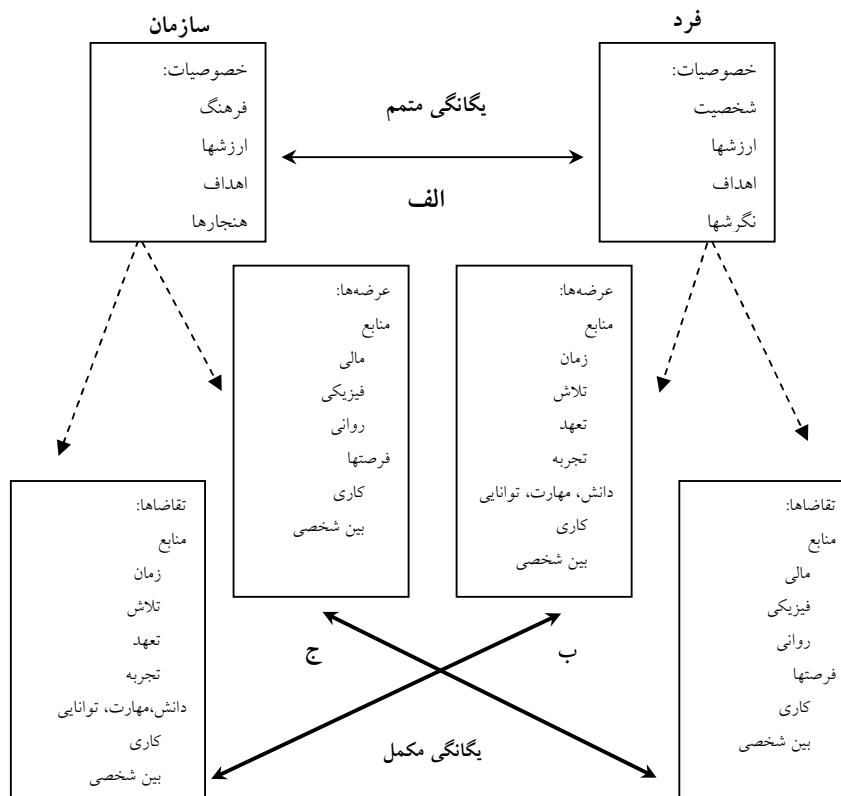 فرد
خصوصیات:
شخصیت
ارزشها
اهداف
نگرشها
سازمان
خصوصیات:
فرهنگ
ارزشها
اهداف
هنجارها
یگانگی متمم
الف
عرضه‌ها:
منابع
زمان
تلاش
تعهد
تجربه
دانش، مهارت، توانایی
کاری
بین شخصی
عرضه‌ها:
منابع
مالی
فیزیکی
روانی
فرصتها
کاری
بین شخصی
تقاضاها:
منابع
مالی
فیزیکی
روانی
فرصتها
کاری
بین شخصی
تقاضاها:
منابع
زمان
تلاش
تعهد
تجربه
دانش،مهارت، توانایی
کاری
بین شخصی
ب
ج
یگانگی مکمل